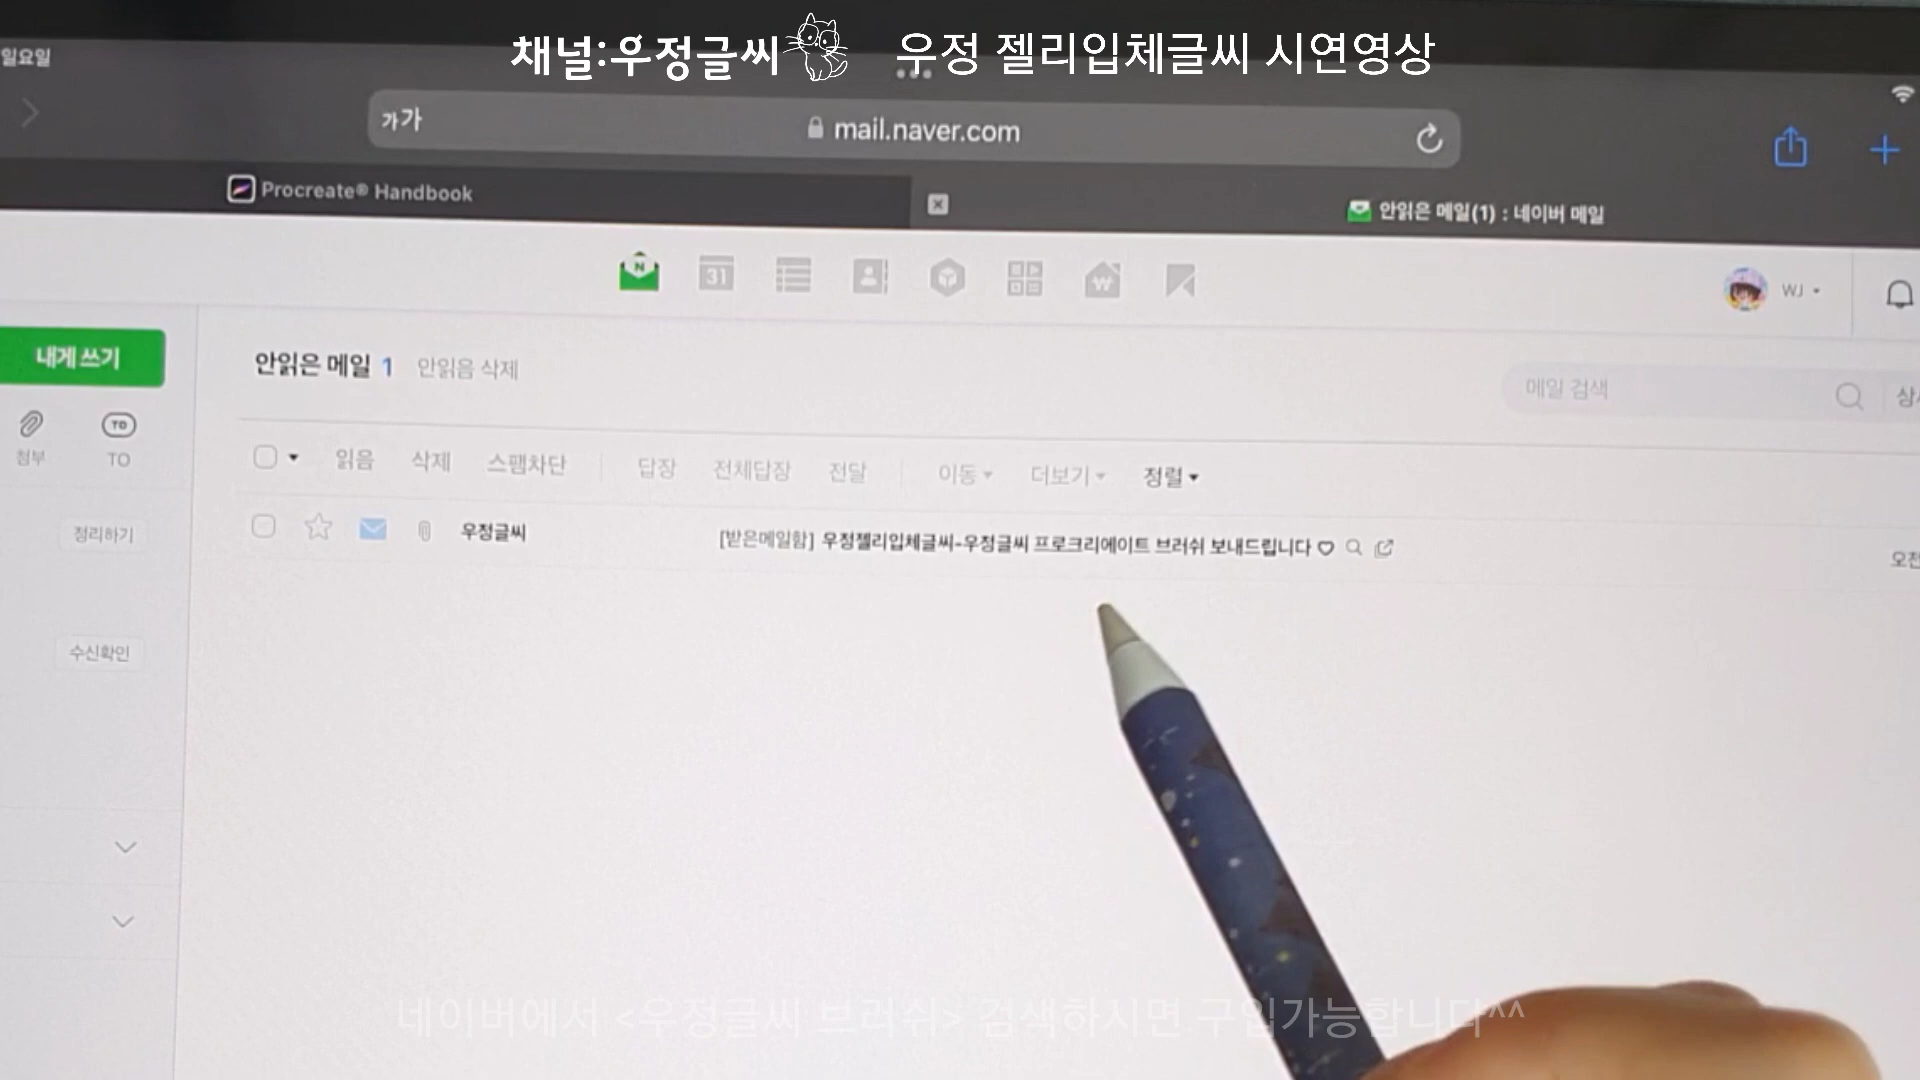 채널:우정글씨 우정 젤리입체글씨 시연영상
일요일
가가 mail.naver.com
Procreate® Handbook
안읽은 메일(1) : 네이버 메일
N 31 W
WJ
내게 쓰기
안읽은 메일 1 안읽음 삭제
메일 검색
TO
첨부 TO
읽음 삭제 스팸차단 답장 전체답장 전달 이동 더보기 정렬
우정글씨 [받은메일함] 우정젤리입체글씨-우정글씨 프로크리에이트 브러쉬 보내드립니다♡
오전
정리하기
수신확인
네이버에서 <우정글씨 브러쉬> 검색하시면 구입가능합니다^^